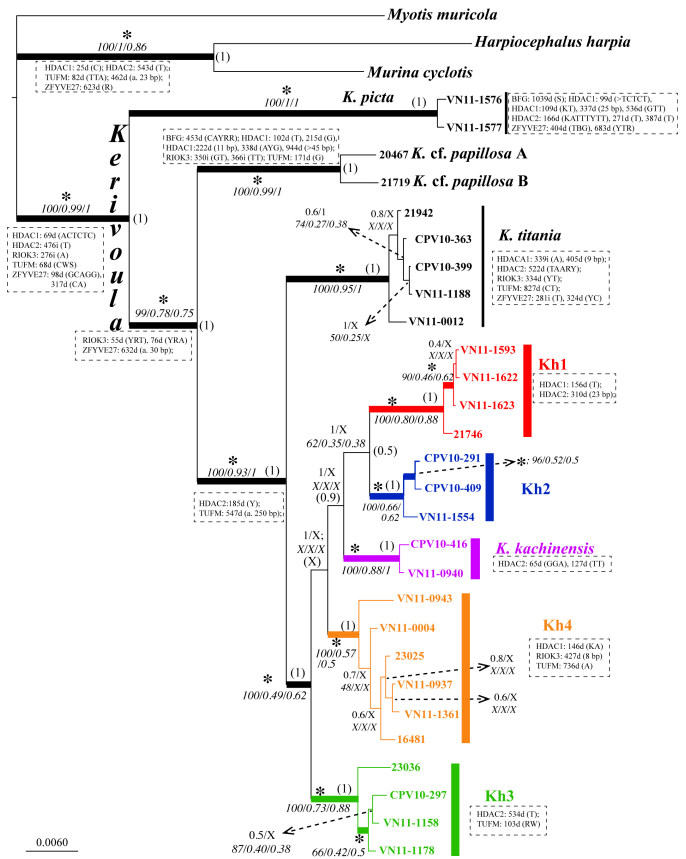 Myotis muricola
*
100/1/0.86
(1)
Harpiocephalus harpia
Murina cyclotis
HDAC1: 25d (C); HDAC2: 543d (T);
TUFM: 82d (TTA); 462d (a. 23 bp);
ZFYVE27: 623d (R)
*
100/1/1
K. picta
(1)
VN11-1576
VN11-1577
BFG: 1039d (S); HDAC1: 99d (>TCTCT),
HDAC1:109d (KT), 337d (25 bp), 536d (GTT)
HDAC2: 166d (KATTTYTT), 271d (T), 387d (T)
ZFYVE27: 404d (TBG), 683d (YTR)
Kerivoula
BFG: 453d (CAYRR); HDAC1: 102d (T), 215d (G),
HDAC1:222d (11 bp), 338d (AYG), 944d (>45 bp);
RIOK3: 350i (GT), 366i (TT); TUFM: 171d (G)
*
100/0.99/1
(1)
20467 K. cf. papillosa A
21719 K. cf. papillosa B
*
100/0.99/1
(1)
HDAC1: 69d (ACTCTC)
HDAC2: 476i (T)
RIOK3: 276i (A)
TUFM: 68d (CWS)
ZFYVE27: 98d (GCAGG),
317d (CA)
0.6/1
74/0.27/0.38
0.8/X
X/X/X
21942
CPV10-363
CPV10-399
VN11-1188
VN11-0012
K. titania
HDACA1: 339i (A), 405d (9 bp);
HDAC2: 522d (TAARY),
RIOK3: 334d (YT);
TUFM: 827d (CT);
ZFYVE27: 281i (T), 324d (YC)
*
100/0.95/1
(1)
1/X
50/0.25/X
*
99/0.78/0.75
(1)
RIOK3: 55d (YRT), 76d (YRA)
ZFYVE27: 632d (a. 30 bp);
0.4/X
X/X/X
*
90/0.46/0.62
(1)
VN11-1593
VN11-1622
VN11-1623
21746
Kh1
HDAC1: 156d (T);
HDAC2: 310d (23 bp);
*
100/0.80/0.88
1/X
62/0.35/0.38
(0.5)
*
100/0.93/1
(1)
HDAC2:185d (Y);
TUFM: 547d (a. 250 bp);
1/X
X/X/X
(0.9)
*
100/0.66/
0.62
(1)
CPV10-291
CPV10-409
VN11-1554
*: 96/0.52/0.5
Kh2
1/X;
X/X/X
(X)
*
100/0.88/1
(1)
CPV10-416
VN11-0940
K. kachinensis
HDAC2: 65d (GGA), 127d (TT)
*
100/0.57
/0.5
(1)
VN11-0943
VN11-0004
23025
VN11-0937
VN11-1361
16481
0.7/X
48/X/X
0.6/X
X/X/X
0.8/X
X/X/X
0.6/X
X/X/X
Kh4
HDAC1: 146d (KA)
RIOK3: 427d (8 bp)
TUFM: 736d (A)
*
100/0.49/0.62
(1)
*
100/0.73/0.88
(1)
23036
CPV10-297
VN11-1158
VN11-1178
Kh3
HDAC2: 534d (T);
TUFM: 103d (RW)
0.5/X
87/0.40/0.38
*
66/0.42/0.5
0.0060